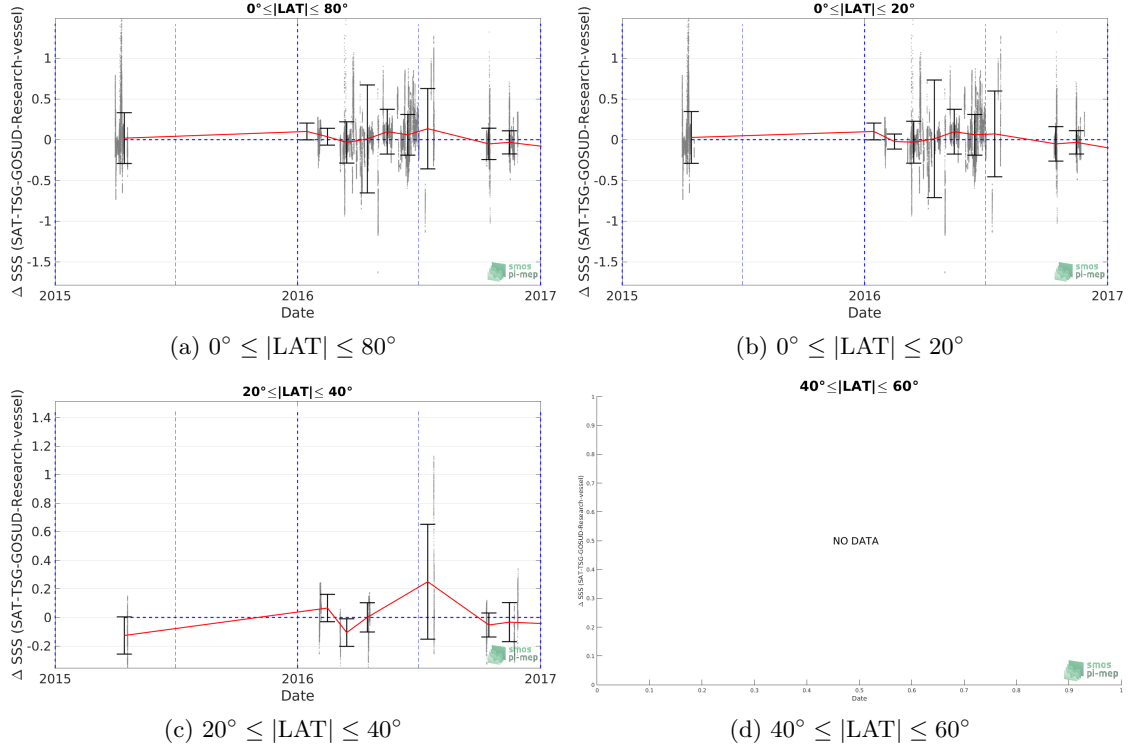 0°≤|LAT|≤ 80°
Δ SSS (SAT-TSG-GOSUD-Research-vessel)
1
0.5
0
-0.5
-1
-1.5
2015
2016
2017
Date
smos
pi-mep
(a) 0° ≤ |LAT| ≤ 80°
0°≤|LAT|≤ 20°
Δ SSS (SAT-TSG-GOSUD-Research-vessel)
1
0.5
0
-0.5
-1
-1.5
2015
2016
2017
Date
smos
pi-mep
(b) 0° ≤ |LAT| ≤ 20°
20°≤|LAT|≤ 40°
Δ SSS (SAT-TSG-GOSUD-Research-vessel)
1.4
1.2
1
0.8
0.6
0.4
0.2
0
-0.2
2015
2016
2017
Date
smos
pi-mep
(c) 20° ≤ |LAT| ≤ 40°
40°≤|LAT|≤ 60°
Δ SSS (SAT-TSG-GOSUD-Research-vessel)
1
0.9
0.8
0.7
0.6
0.5
0.4
0.3
0.2
0.1
0
NO DATA
0
0.1
0.2
0.3
0.4
0.5
0.6
0.7
0.8
0.9
1
Date
smos
pi-mep
(d) 40° ≤ |LAT| ≤ 60°